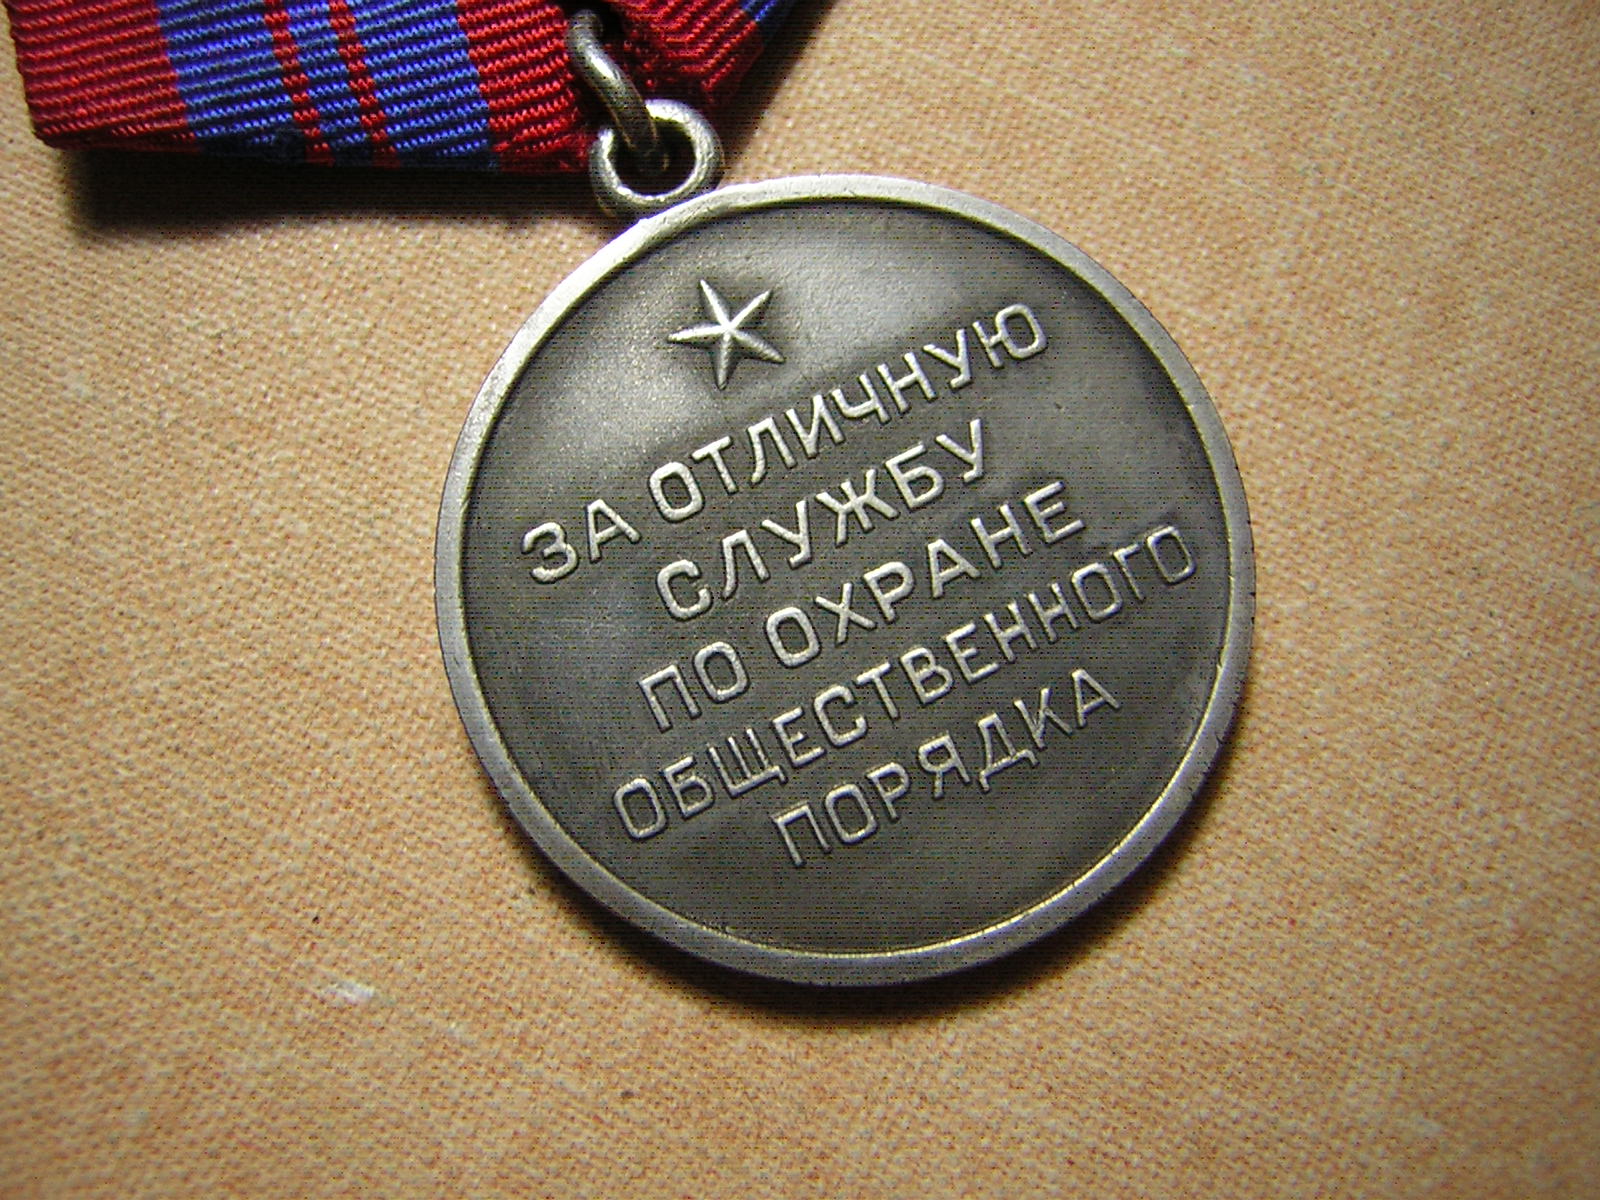 ЗА ОТЛИЧНУЮ
СЛУЖБУ
ПО ОХРАНЕ
ОБЩЕСТВЕННОГО
ПОРЯДКА